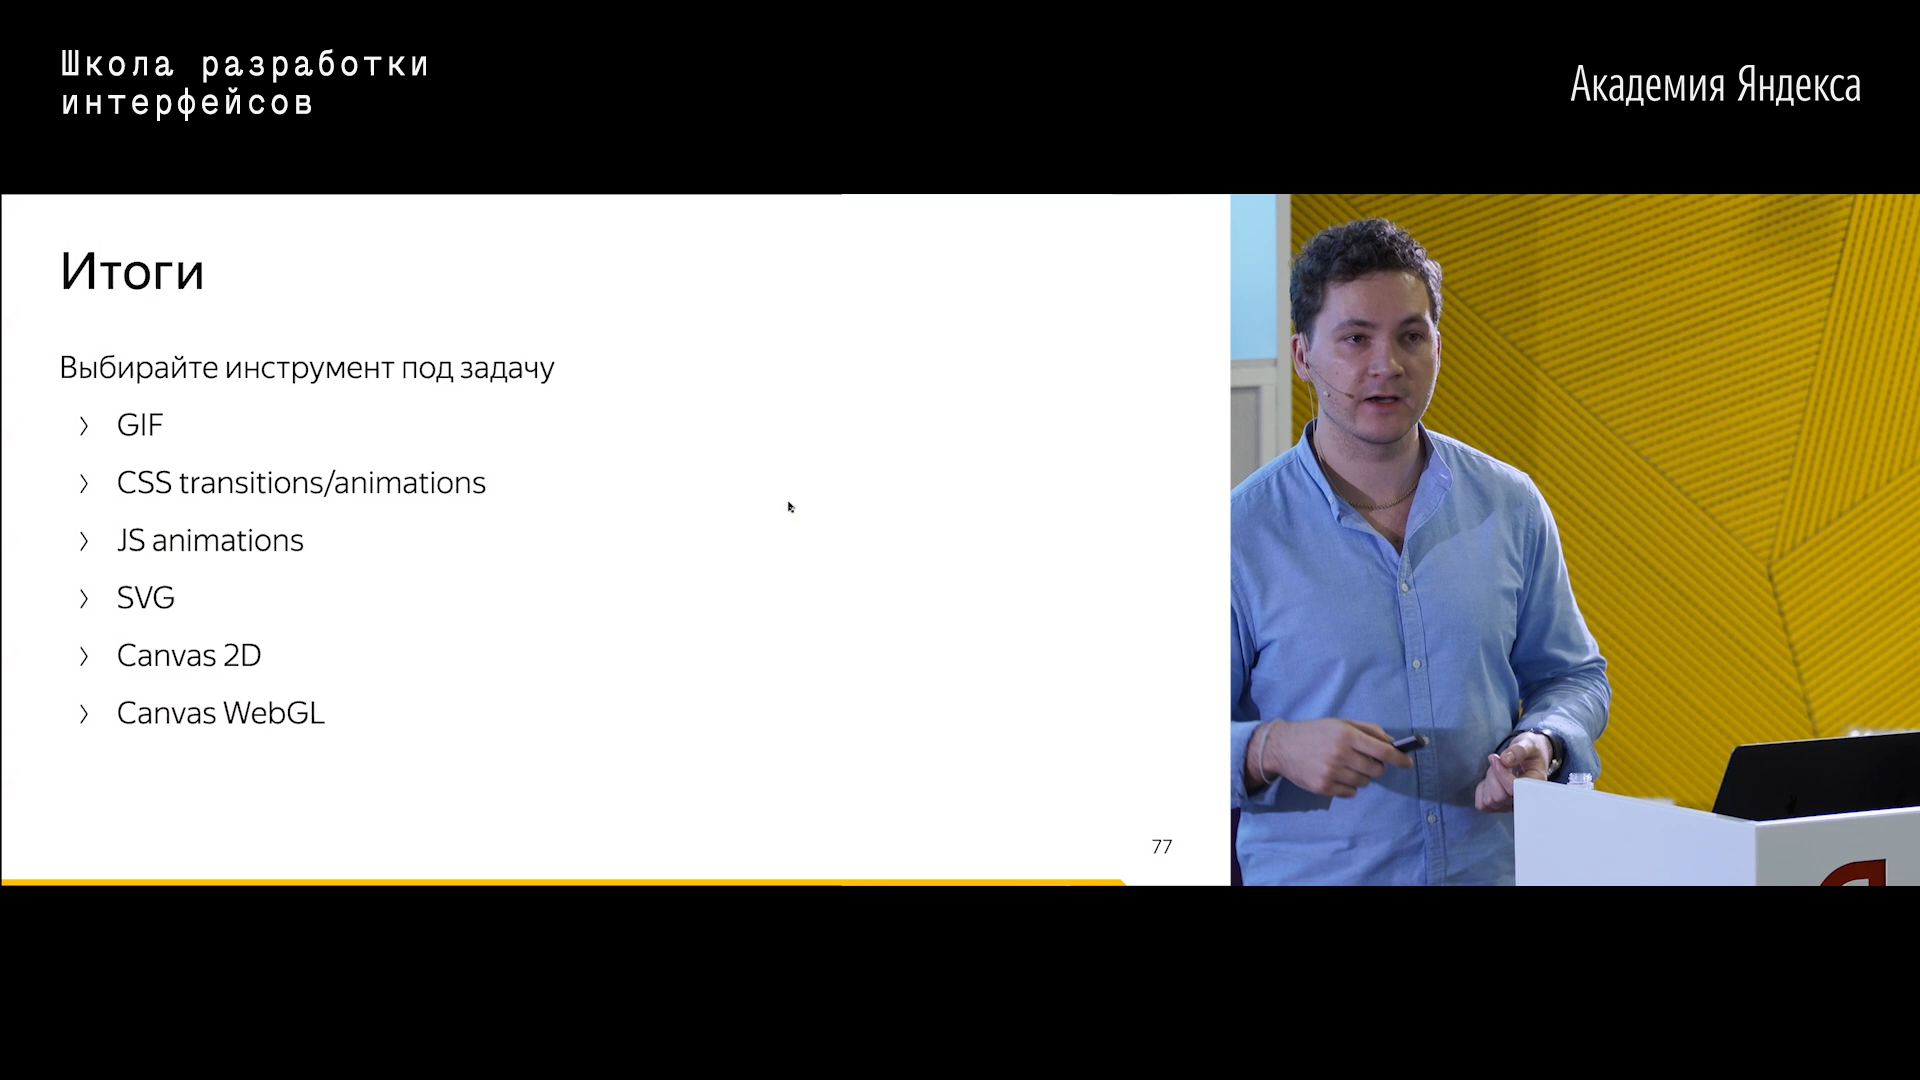 Школа разработки
интерфейсов
Академия Яндекса
Итоги
Выбирайте инструмент под задачу
› GIF
› CSS transitions/animations
› JS animations
› SVG
› Canvas 2D
› Canvas WebGL
77